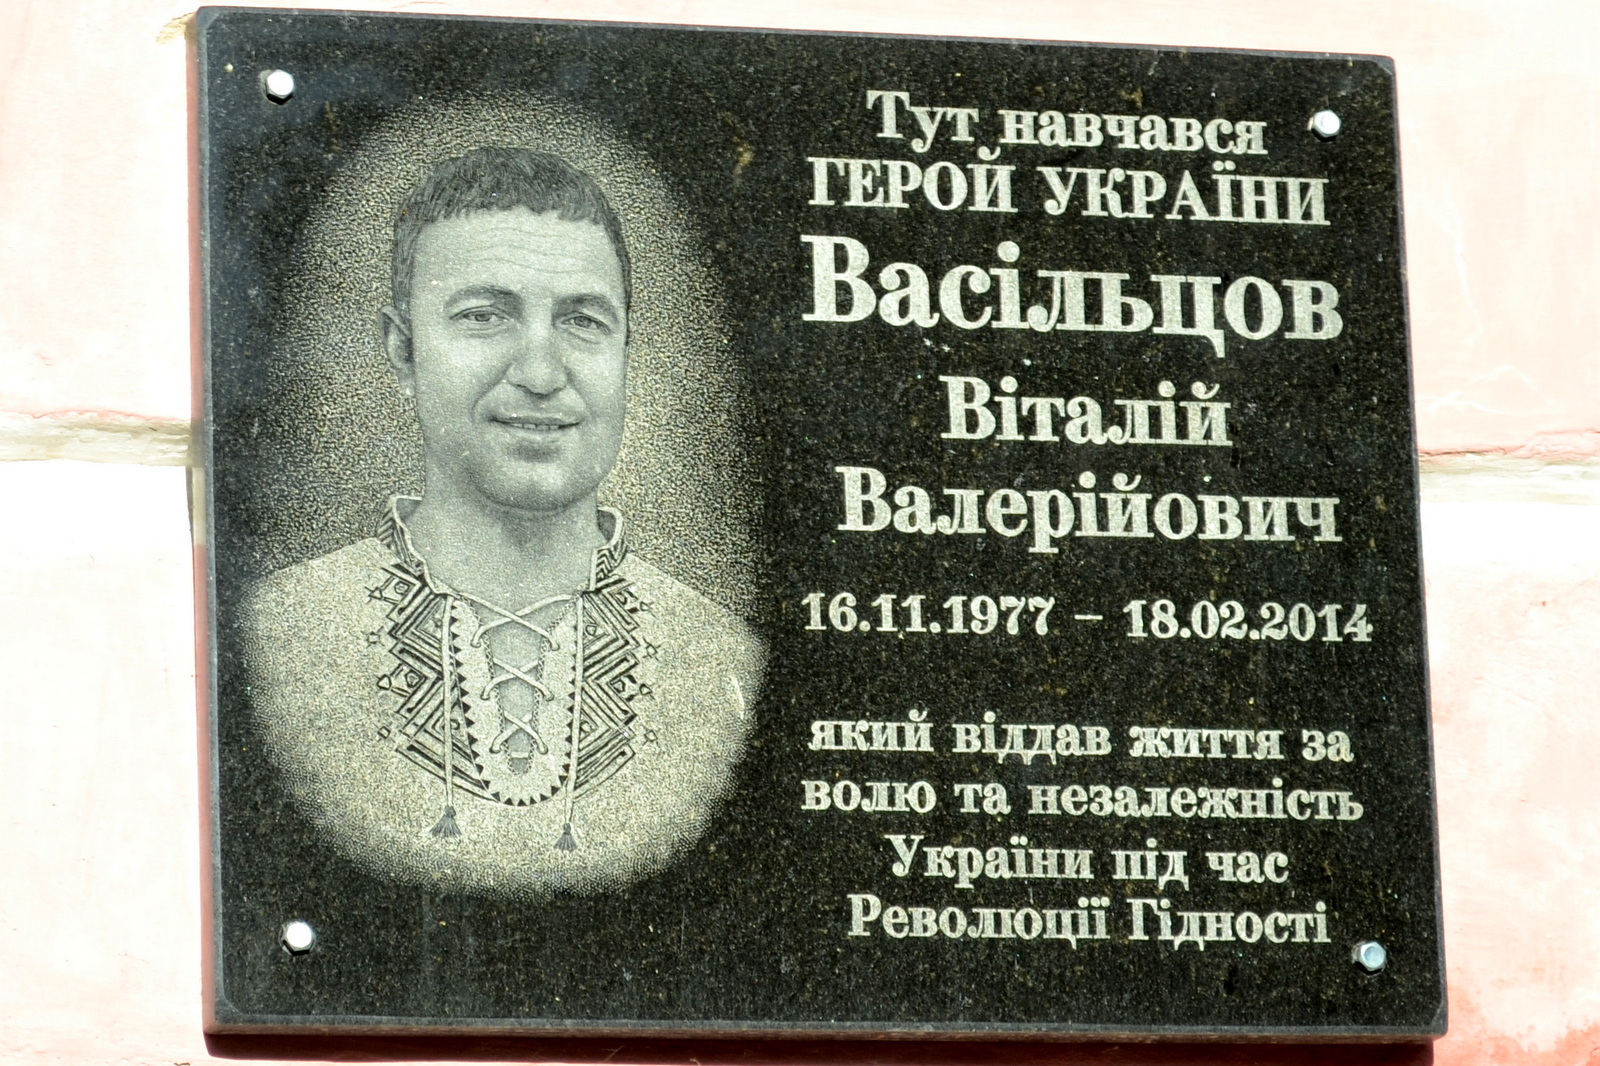 Тут навчався
ГЕРОЙ УКРАЇНИ
Васільцов
Віталій
Валерійович
16.11.1977 – 18.02.2014
який віддав життя за
волю та незалежність
України під час
Революції Гідності